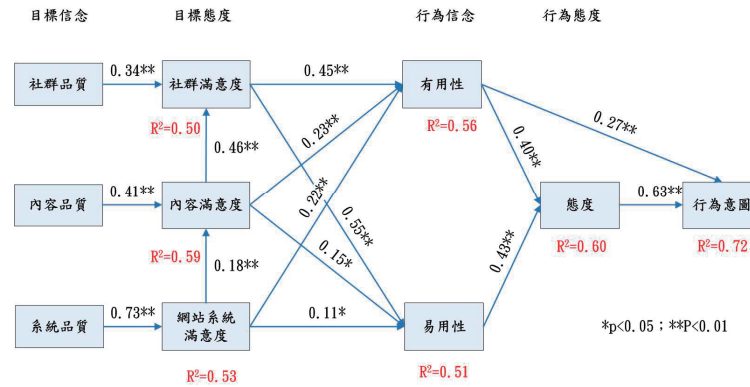 目標信念 目標態度 行為信念 行為態度
社群品質 0.34** 社群滿意度 0.45** 有用性
R²=0.50 R²=0.56
0.46** 0.23** 0.40** 0.27**
0.22**
內容品質 0.41** 內容滿意度 態度 0.63** 行為意圖
R²=0.59 0.55** R²=0.60 R²=0.72
0.18** 0.15* 0.43**
系統品質 0.73** 網站系統
滿意度 0.11* 易用性
*p<0.05；**P<0.01
R²=0.53 R²=0.51